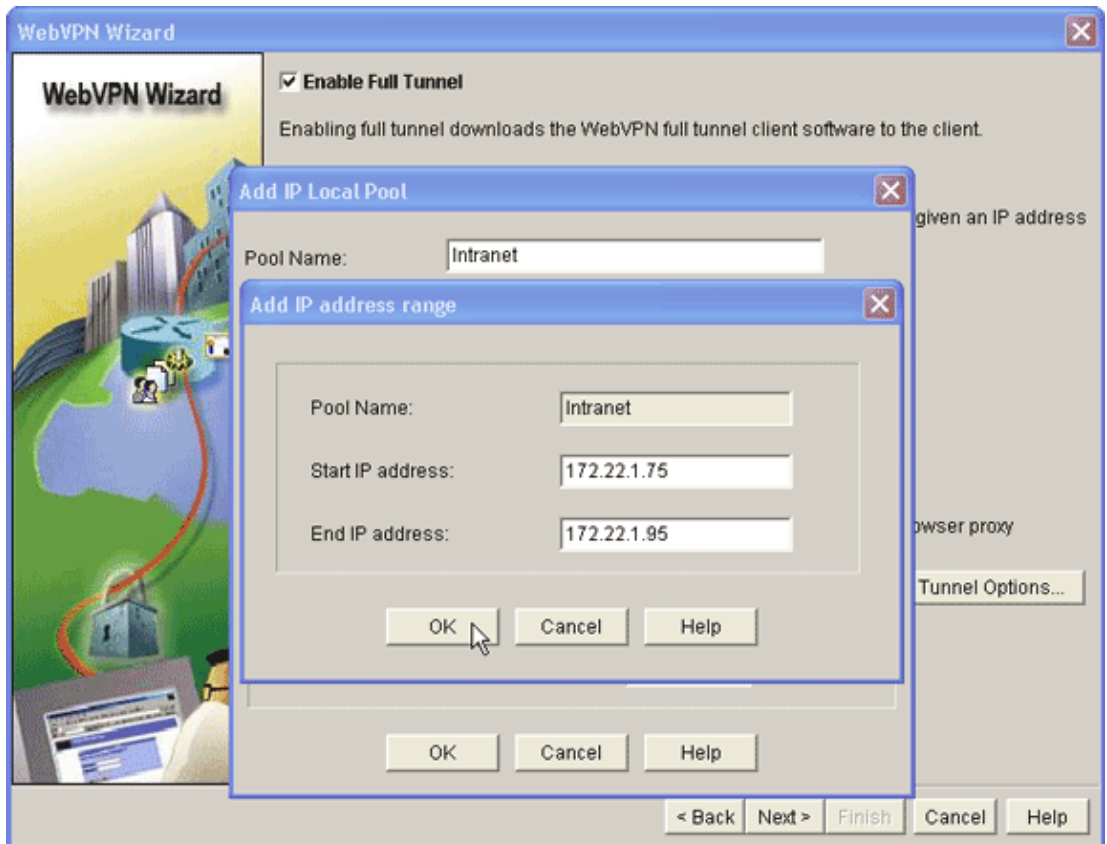 WebVPN Wizard
WebVPN Wizard
Enable Full Tunnel
Enabling full tunnel downloads the WebVPN full tunnel client software to the client.
Add IP Local Pool
given an IP address
Pool Name:
Intranet
Add IP address range
Pool Name:
Intranet
Start IP address:
172.22.1.75
End IP address:
172.22.1.95
owser proxy
Tunnel Options...
OK
Cancel
Help
OK
Cancel
Help
< Back
Next >
Finish
Cancel
Help